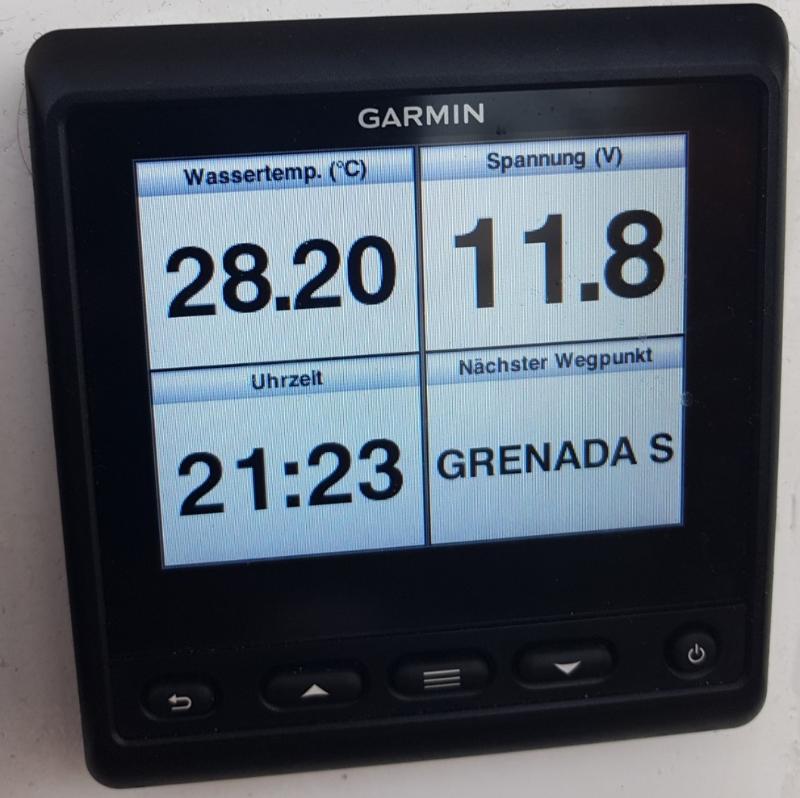 GARMIN
Wassertemp. (°C)
Spannung (V)
28.20
11.8
Uhrzeit
Nächster Wegpunkt
21:23
GRENADA S